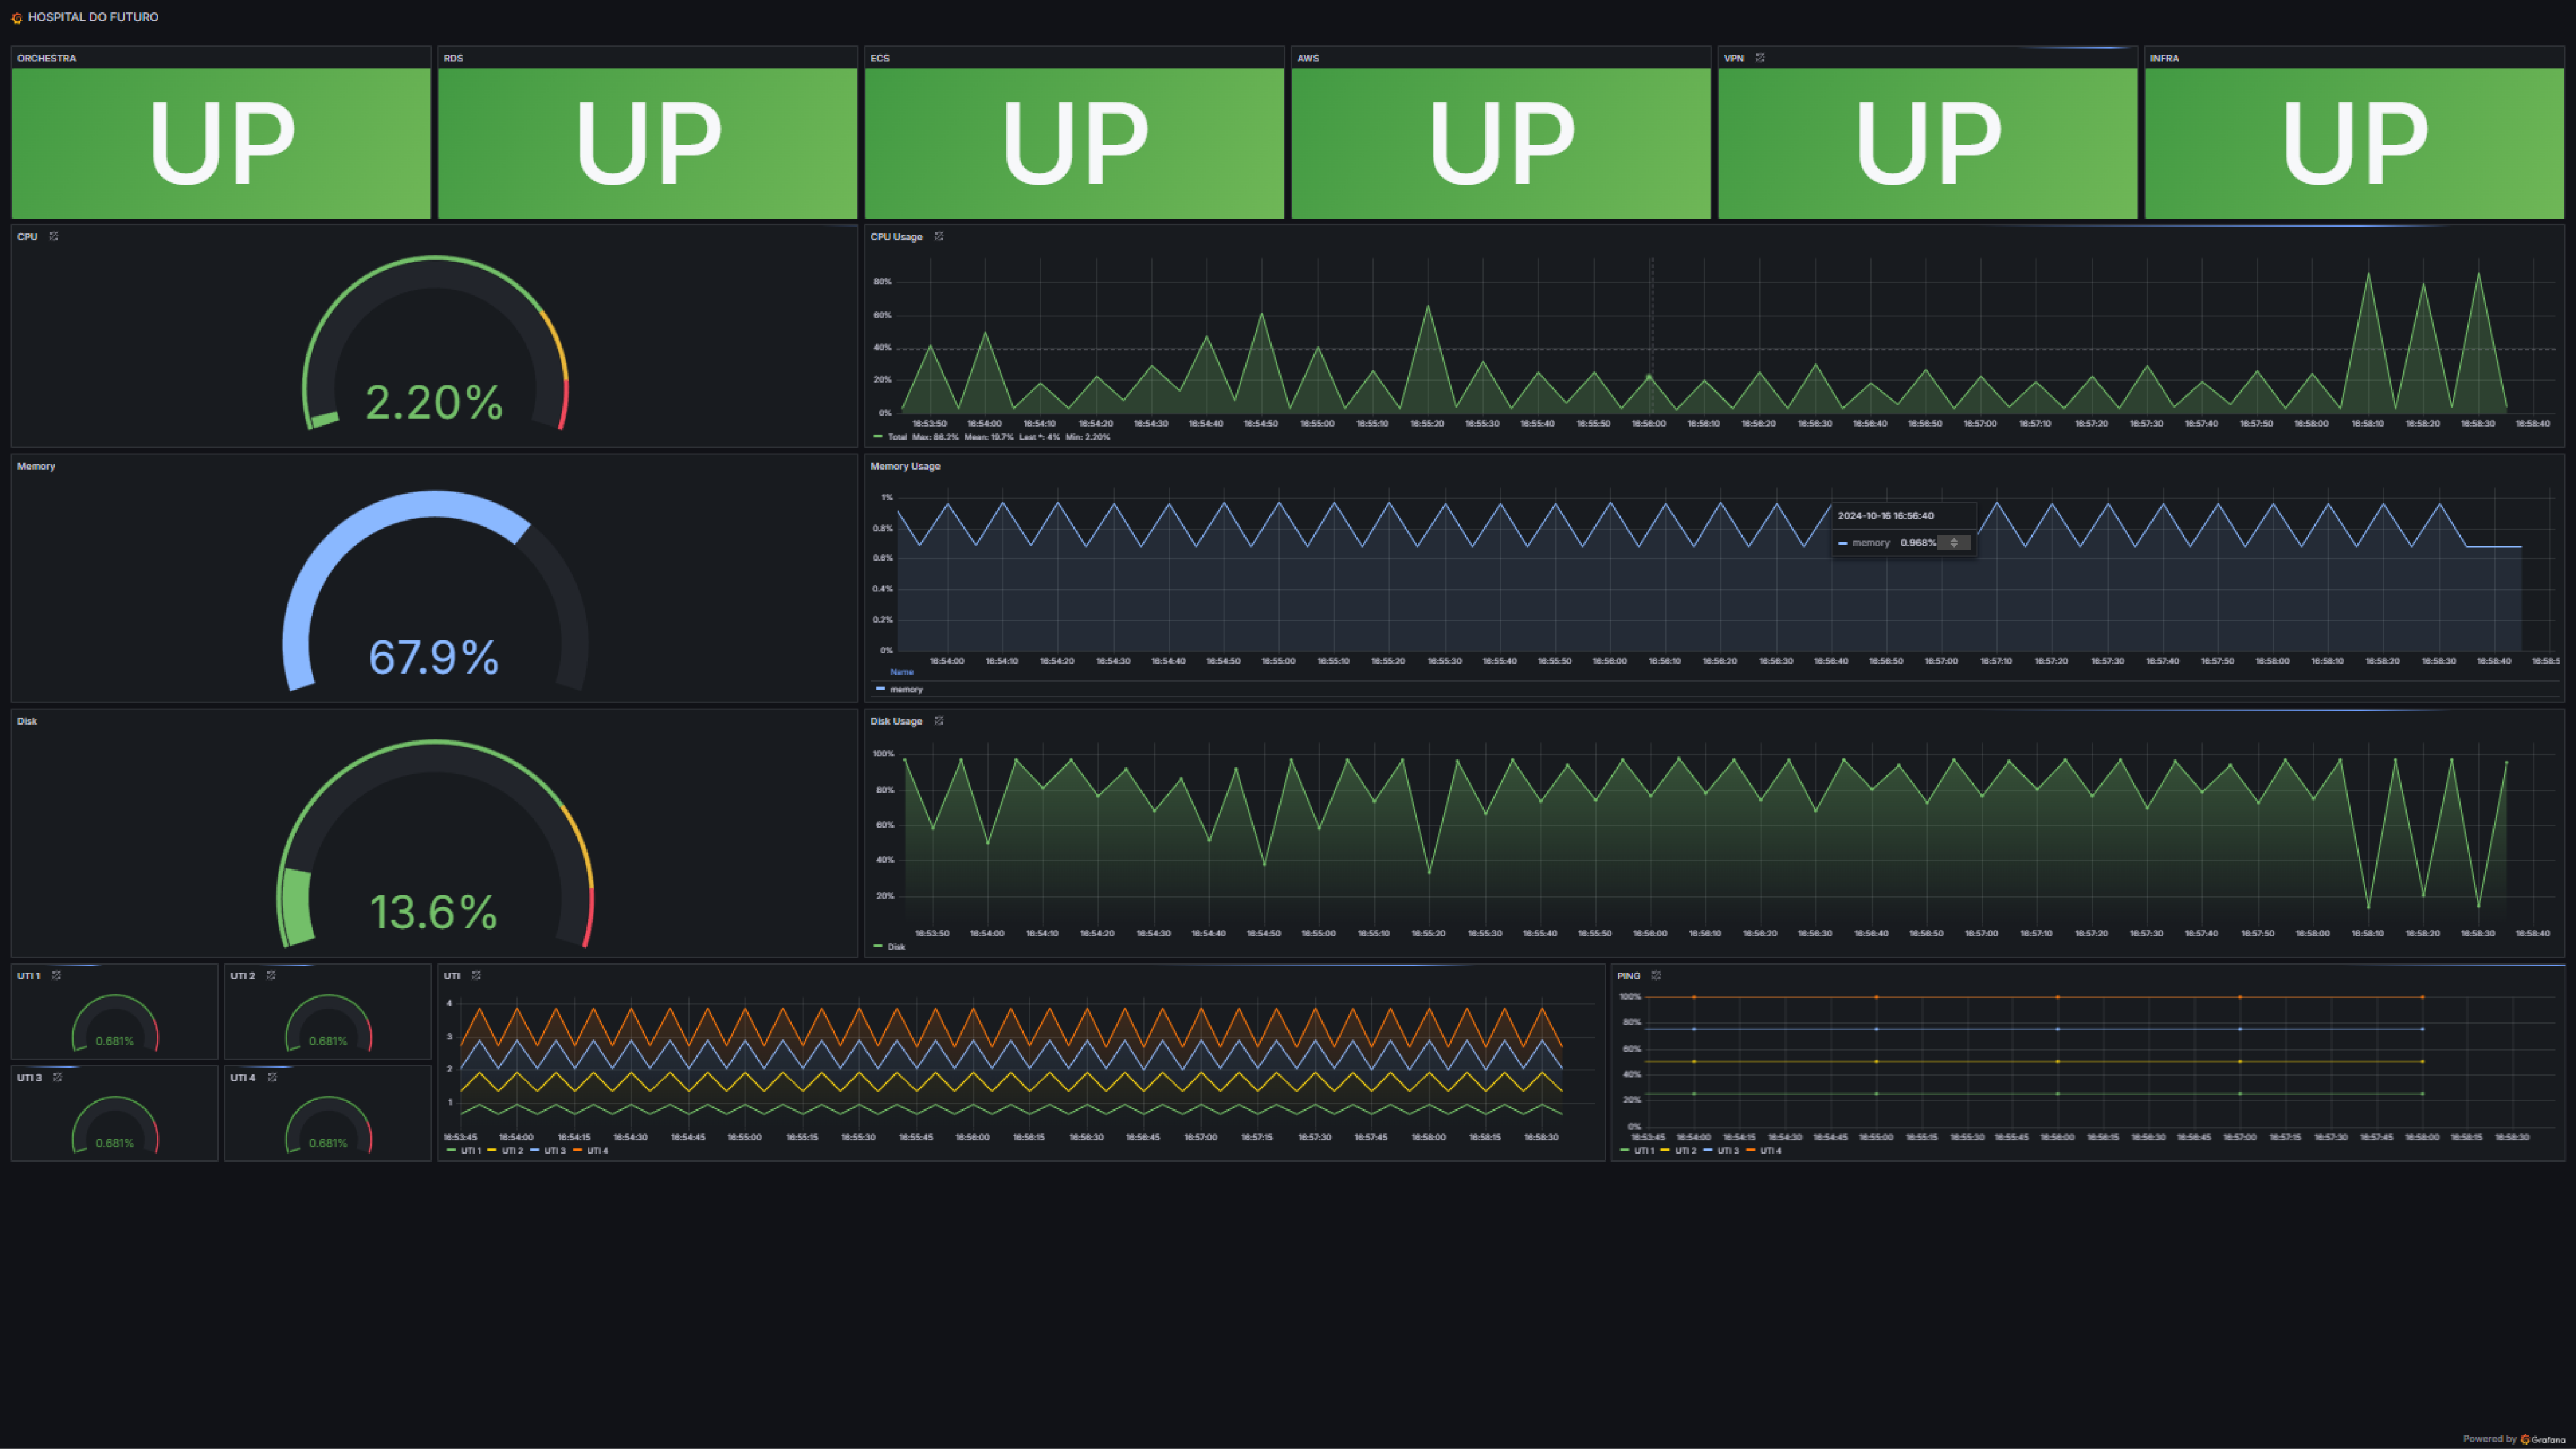 HOSPITAL DO FUTURO
ORCHESTRA
UP
RDS
UP
ECS
UP
AWS
UP
VPN
UP
INFRA
UP
CPU
2.20%
CPU Usage
80%
60%
40%
20%
0%
16:53:50 16:54:00 16:54:10 16:54:20 16:54:30 16:54:40 16:54:50 16:55:00 16:55:10 16:55:20 16:55:30 16:55:40 16:55:50 16:56:00 16:56:10 16:56:20 16:56:30 16:56:40 16:56:50 16:57:00 16:57:10 16:57:20 16:57:30 16:57:40 16:57:50 16:58:00 16:58:10 16:58:20 16:58:30 16:58:40
Total Max: 86.2% Mean: 19.7% Last *: 4% Min: 2.20%
Memory
67.9%
Memory Usage
1%
0.8%
0.6%
0.4%
0.2%
0%
2024-10-16 16:56:40
memory 0.968%
16:54:00 16:54:10 16:54:20 16:54:30 16:54:40 16:54:50 16:55:00 16:55:10 16:55:20 16:55:30 16:55:40 16:55:50 16:56:00 16:56:10 16:56:20 16:56:30 16:56:40 16:56:50 16:57:00 16:57:10 16:57:20 16:57:30 16:57:40 16:57:50 16:58:00 16:58:10 16:58:20 16:58:30 16:58:40 16:58:5
Name
memory
Disk
13.6%
Disk Usage
100%
80%
60%
40%
20%
16:53:50 16:54:00 16:54:10 16:54:20 16:54:30 16:54:40 16:54:50 16:55:00 16:55:10 16:55:20 16:55:30 16:55:40 16:55:50 16:56:00 16:56:10 16:56:20 16:56:30 16:56:40 16:56:50 16:57:00 16:57:10 16:57:20 16:57:30 16:57:40 16:57:50 16:58:00 16:58:10 16:58:20 16:58:30 16:58:40
Disk
UTI 1
0.681%
UTI 2
0.681%
UTI 3
0.681%
UTI 4
0.681%
UTI
4
3
2
1
16:53:45 16:54:00 16:54:15 16:54:30 16:54:45 16:55:00 16:55:15 16:55:30 16:55:45 16:56:00 16:56:15 16:56:30 16:56:45 16:57:00 16:57:15 16:57:30 16:57:45 16:58:00 16:58:15 16:58:30
UTI 1 UTI 2 UTI 3 UTI 4
PING
100%
80%
60%
40%
20%
0%
16:53:45 16:54:00 16:54:15 16:54:30 16:54:45 16:55:00 16:55:15 16:55:30 16:55:45 16:56:00 16:56:15 16:56:30 16:56:45 16:57:00 16:57:15 16:57:30 16:57:45 16:58:00 16:58:15 16:58:30
UTI 1 UTI 2 UTI 3 UTI 4
Powered by Grafana